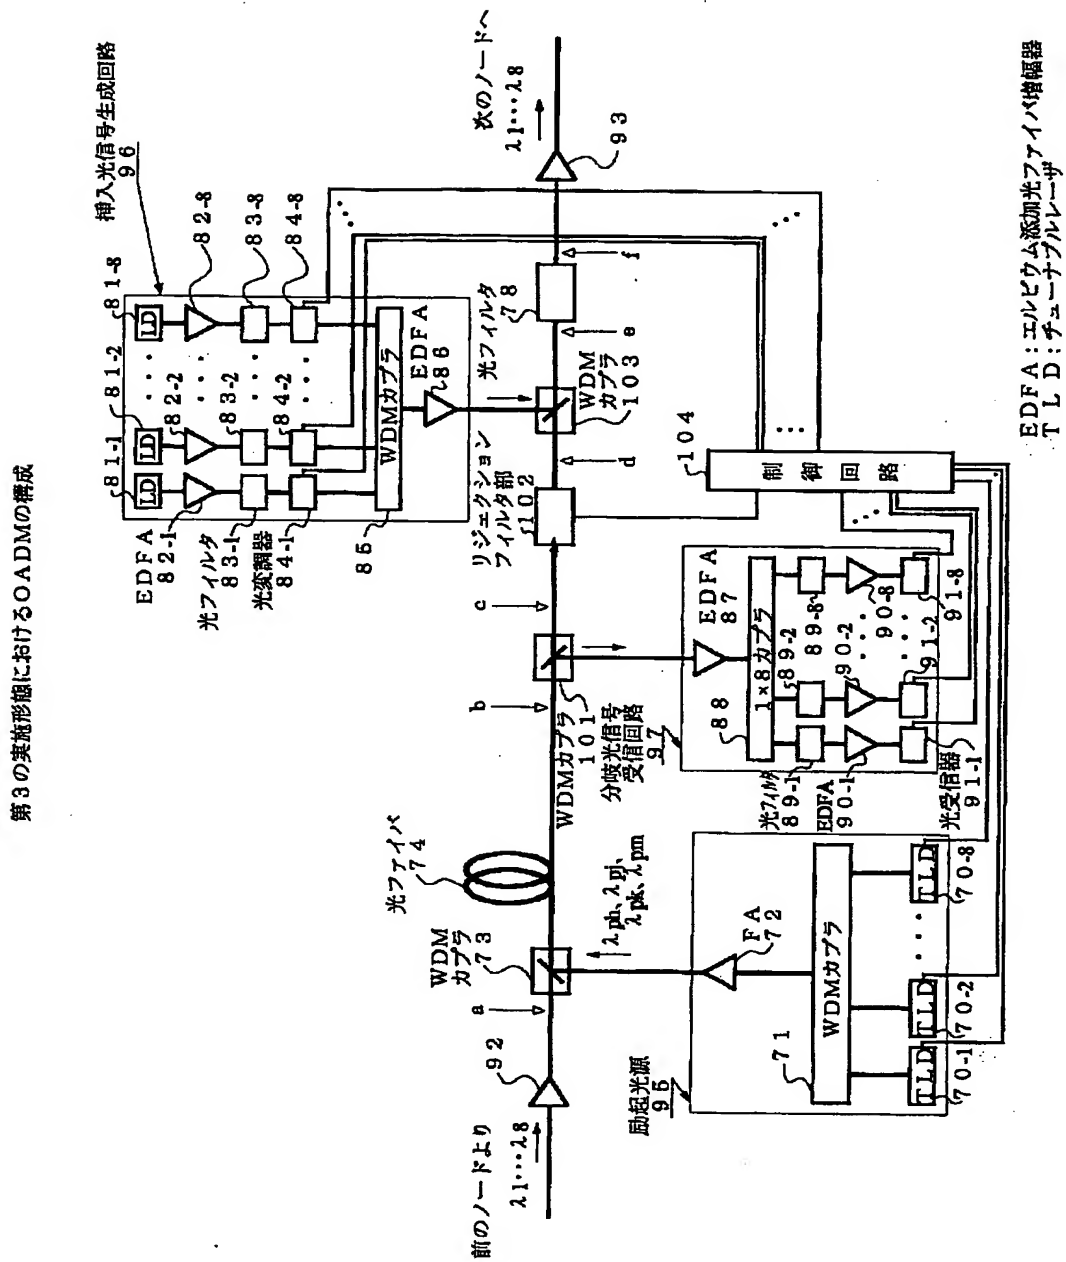 第3の実施形態におけるOADMの構成
前のノードより
λ1･･･λ8
92
a
WDM
カプラ
73
光ファイバ
74
λph、λpj、
λpk、λpm
励起光源
95
71
WDMカプラ
FA
72
TLD
70-1
TLD
70-2
TLD
70-8
b
WDMカプラ
101
c
分岐光信号
受信回路
97
EDFA
87
88
1×8カプラ
光フィルタ
89-1
89-2
89-8
EDFA
90-1
90-2
90-8
光受信器
91-1
91-2
91-8
リジェクション
フィルタ部
102
d
WDM
カプラ
103
e
光フィルタ
78
f
93
次のノードへ
λ1･･･λ8
制御回路
104
挿入光信号生成回路
96
LD
81-1
LD
81-2
LD
81-8
EDFA
82-1
82-2
82-8
光フィルタ
83-1
83-2
83-8
光変調器
84-1
84-2
84-8
85
WDMカプラ
EDFA
86
EDFA：エルビウム添加光ファイバ増幅器
TLD：チューナブルレーザ